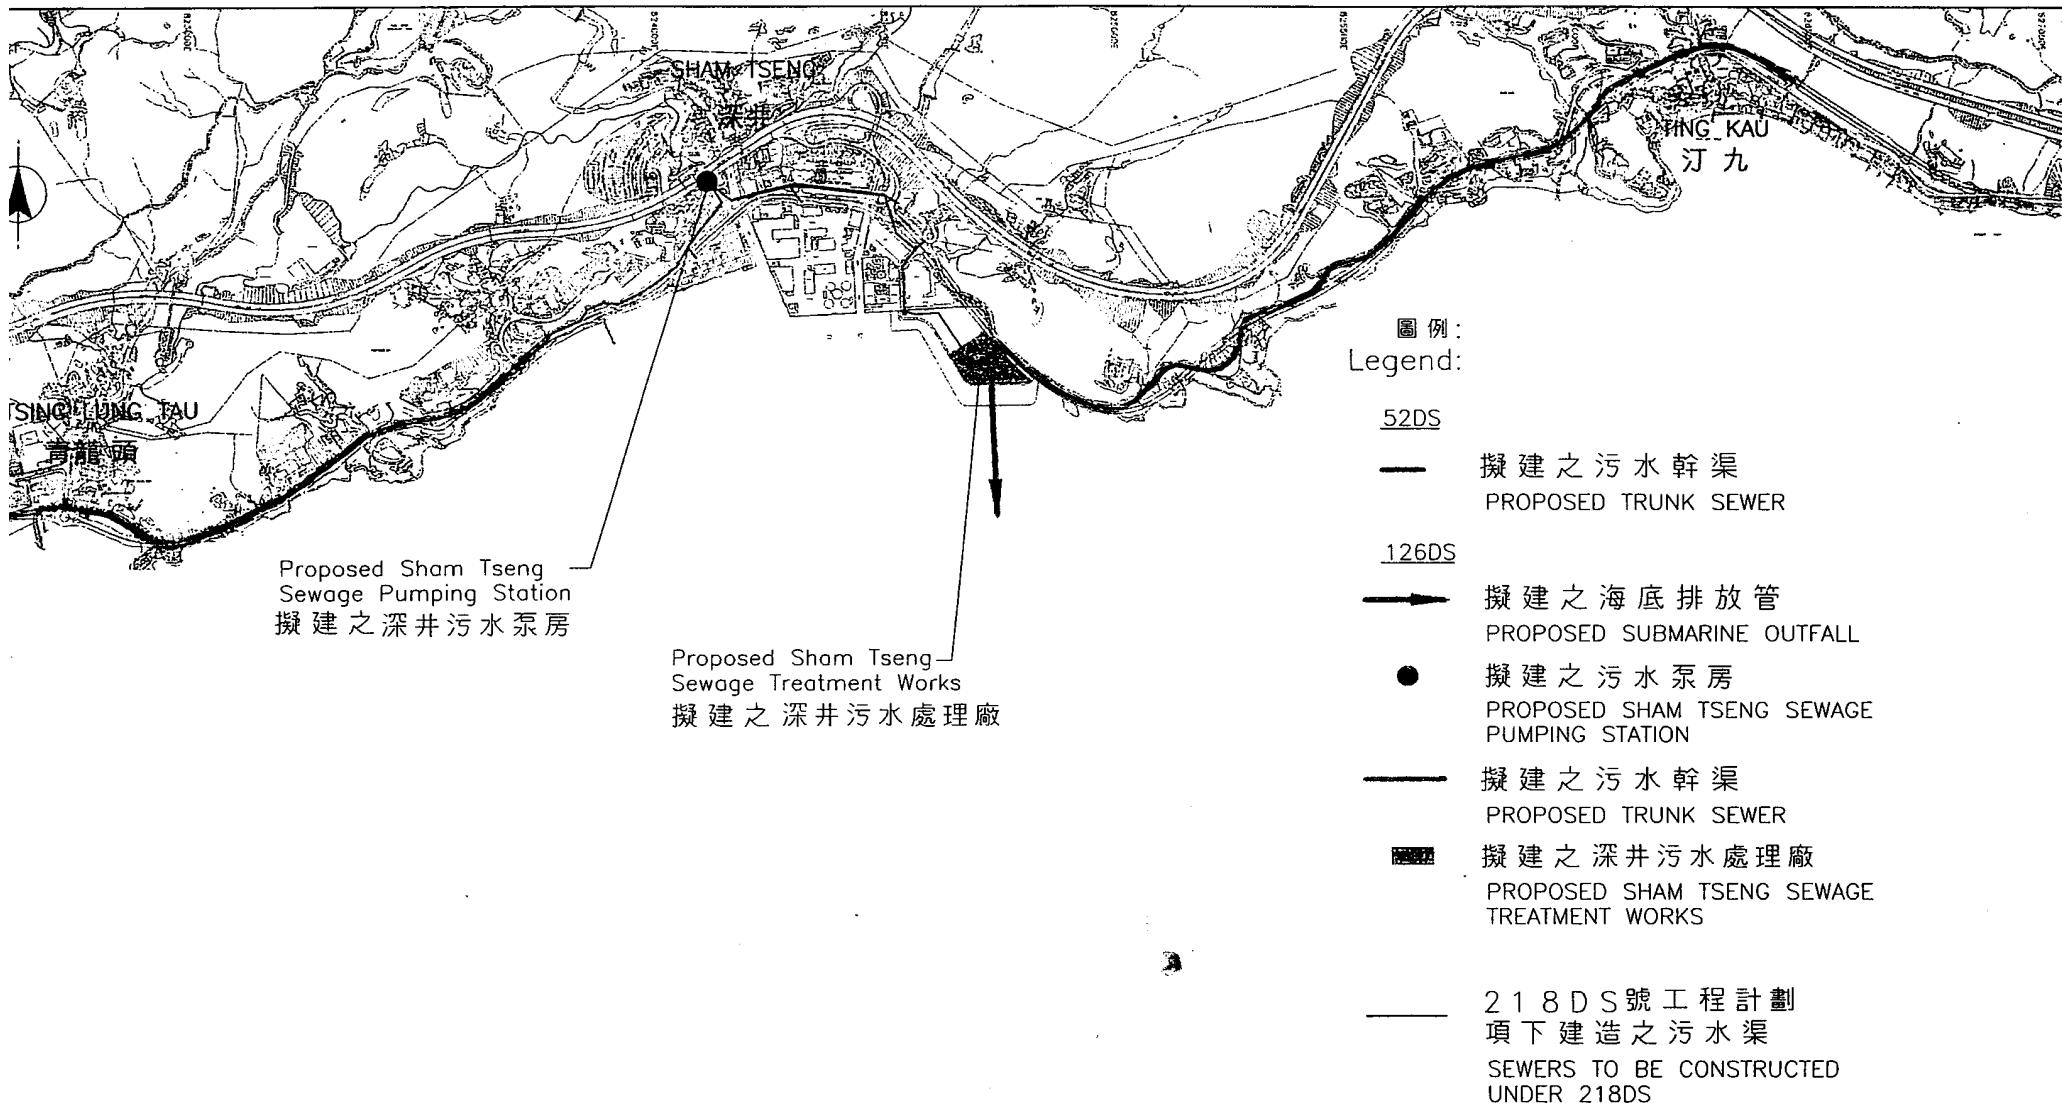 SHAM TSENG
深井
TING KAU
汀九
TSING LUNG TAU
青龍頭
Proposed Sham Tseng
Sewage Pumping Station
擬建之深井污水泵房
Proposed Sham Tseng
Sewage Treatment Works
擬建之深井污水處理廠
圖例:
Legend:
52DS
擬建之污水幹渠
PROPOSED TRUNK SEWER
126DS
擬建之海底排放管
PROPOSED SUBMARINE OUTFALL
擬建之污水泵房
PROPOSED SHAM TSENG SEWAGE
PUMPING STATION
擬建之污水幹渠
PROPOSED TRUNK SEWER
擬建之深井污水處理廠
PROPOSED SHAM TSENG SEWAGE
TREATMENT WORKS
218DS號工程計劃
項下建造之污水渠
SEWERS TO BE CONSTRUCTED
UNDER 218DS